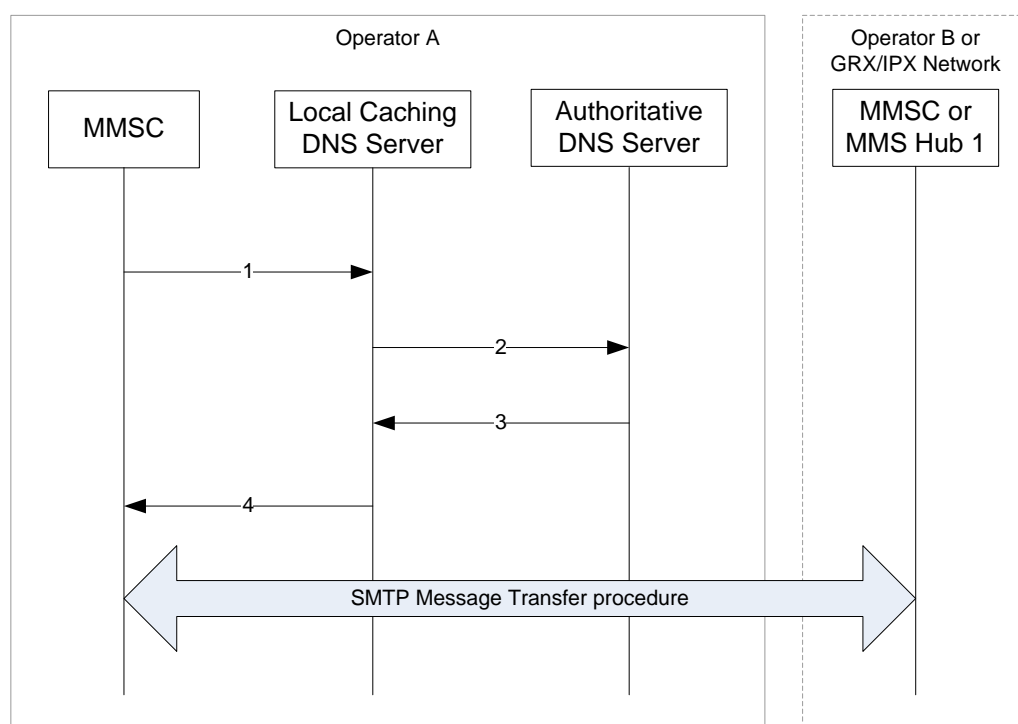 Operator A
Operator B or
GRX/IPX Network
MMSC
Local Caching
DNS Server
Authoritative
DNS Server
MMSC or
MMS Hub 1
1
2
3
4
SMTP Message Transfer procedure